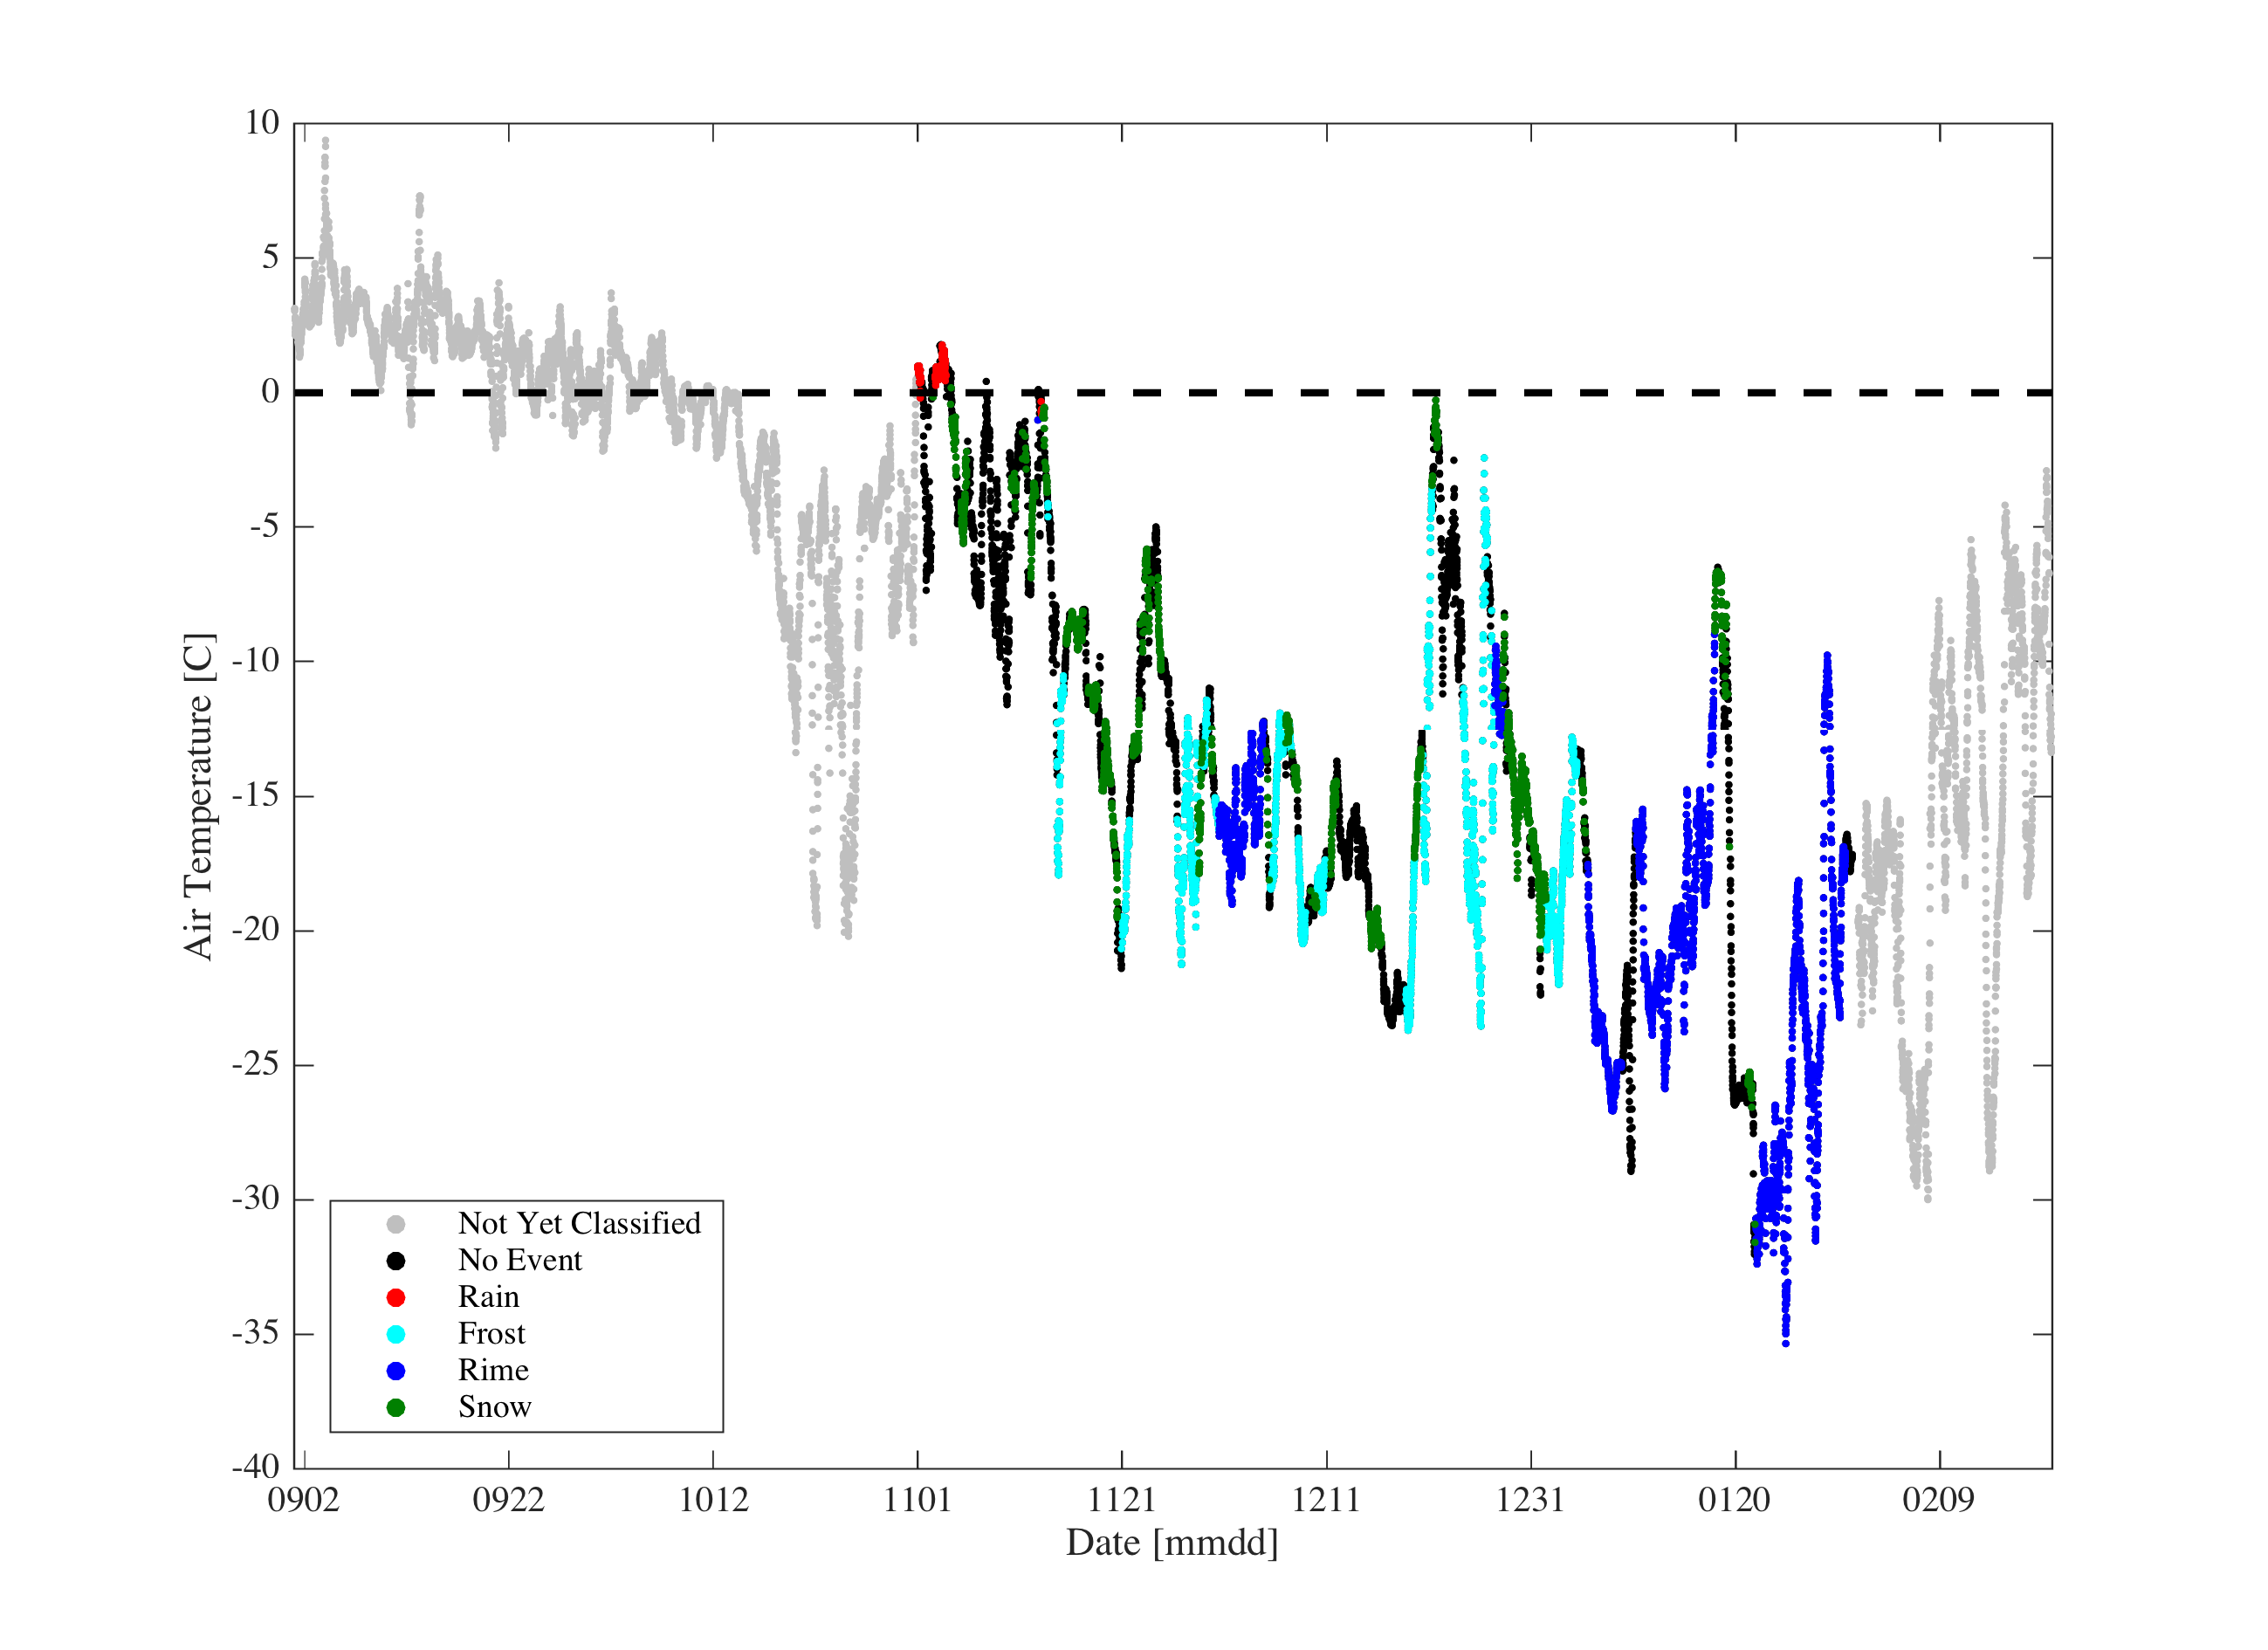 10
5
0
-5
-10
-15
-20
-25
-30
-35
-40
Air Temperature [C]
Not Yet Classified
No Event
Rain
Frost
Rime
Snow
0902 0922 1012 1101 1121 1211 1231 0120 0209
Date [mmdd]